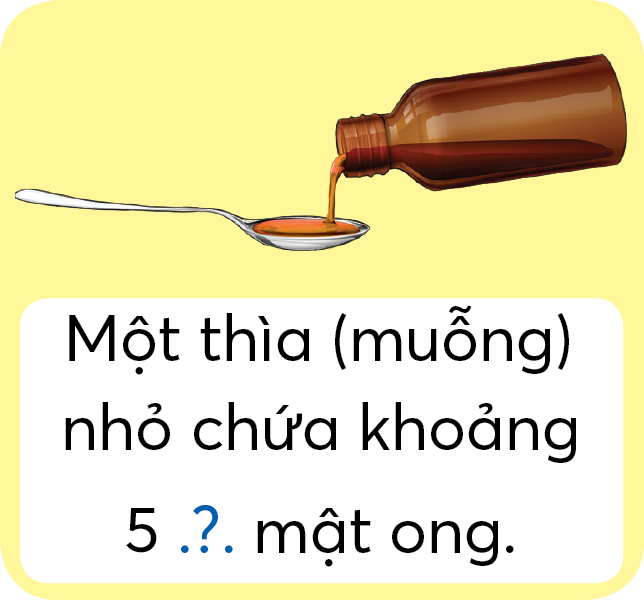 Một thìa (muỗng)
nhỏ chứa khoảng
5 .?. mật ong.